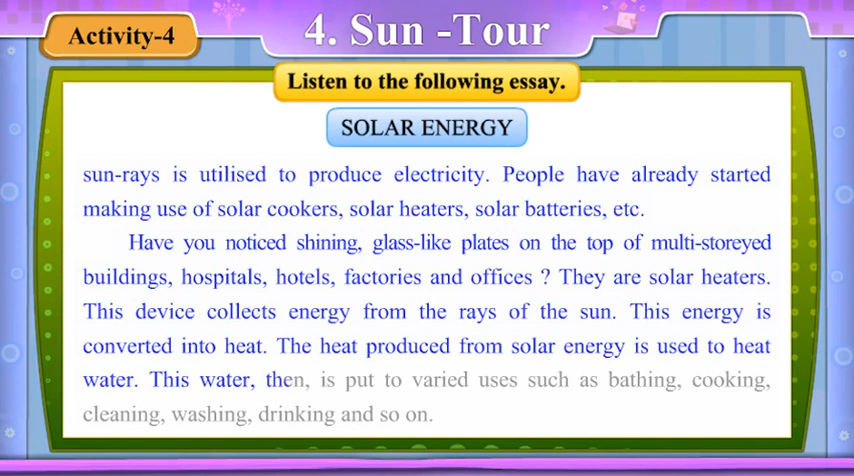 Activity-4
4. Sun -Tour
Listen to the following essay.
SOLAR ENERGY
sun-rays is utilised to produce electricity. People have already started
making use of solar cookers, solar heaters, solar batteries, etc.
Have you noticed shining, glass-like plates on the top of multi-storeyed
buildings, hospitals, hotels, factories and offices ? They are solar heaters.
This device collects energy from the rays of the sun. This energy is
converted into heat. The heat produced from solar energy is used to heat
water. This water, then, is put to varied uses such as bathing, cooking,
cleaning, washing, drinking and so on.